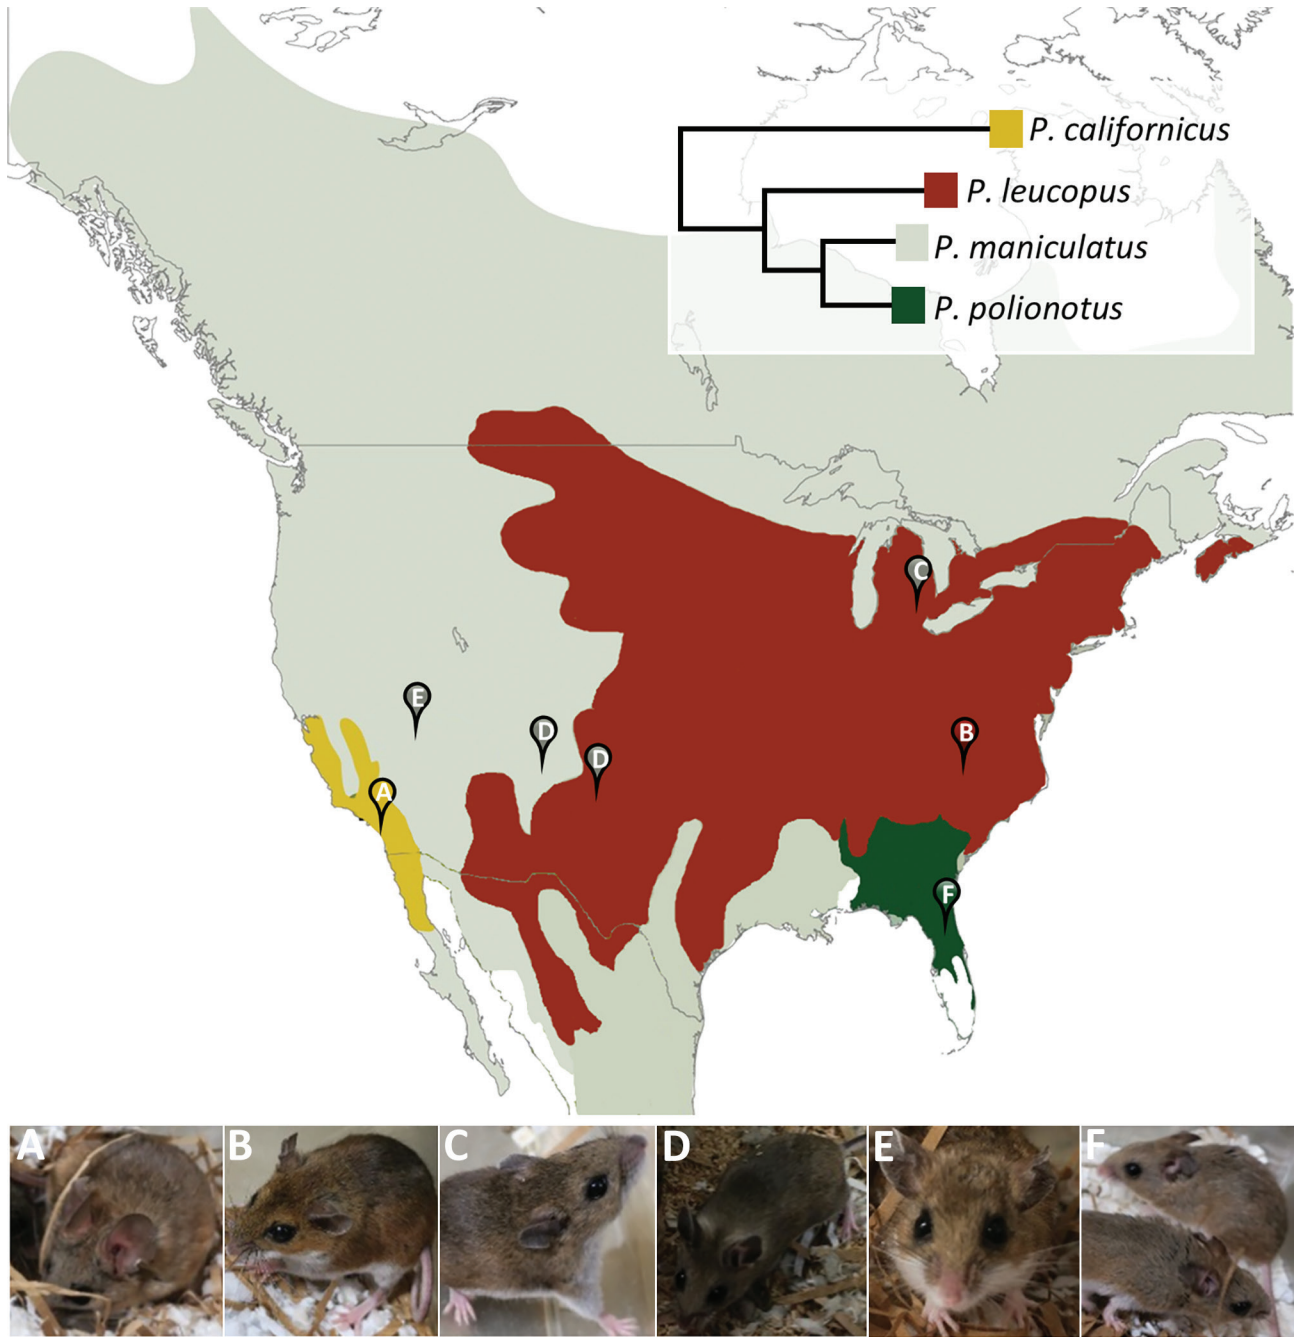 P. californicus
P. leucopus
P. maniculatus
P. polionotus
C
E
D
B
D
A
F
A B C D E F